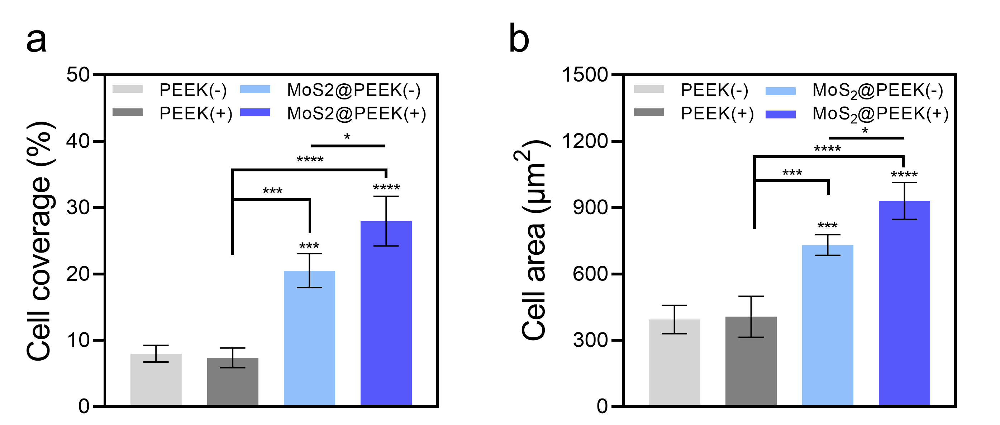 a
Cell coverage (%)
50
40
30
20
10
0
PEEK(-) MoS2@PEEK(-)
PEEK(+) MoS2@PEEK(+)
*
****
***
****
***
b
Cell area (µm²)
1500
1200
900
600
300
0
PEEK(-) MoS₂@PEEK(-)
PEEK(+) MoS₂@PEEK(+)
*
****
***
****
***